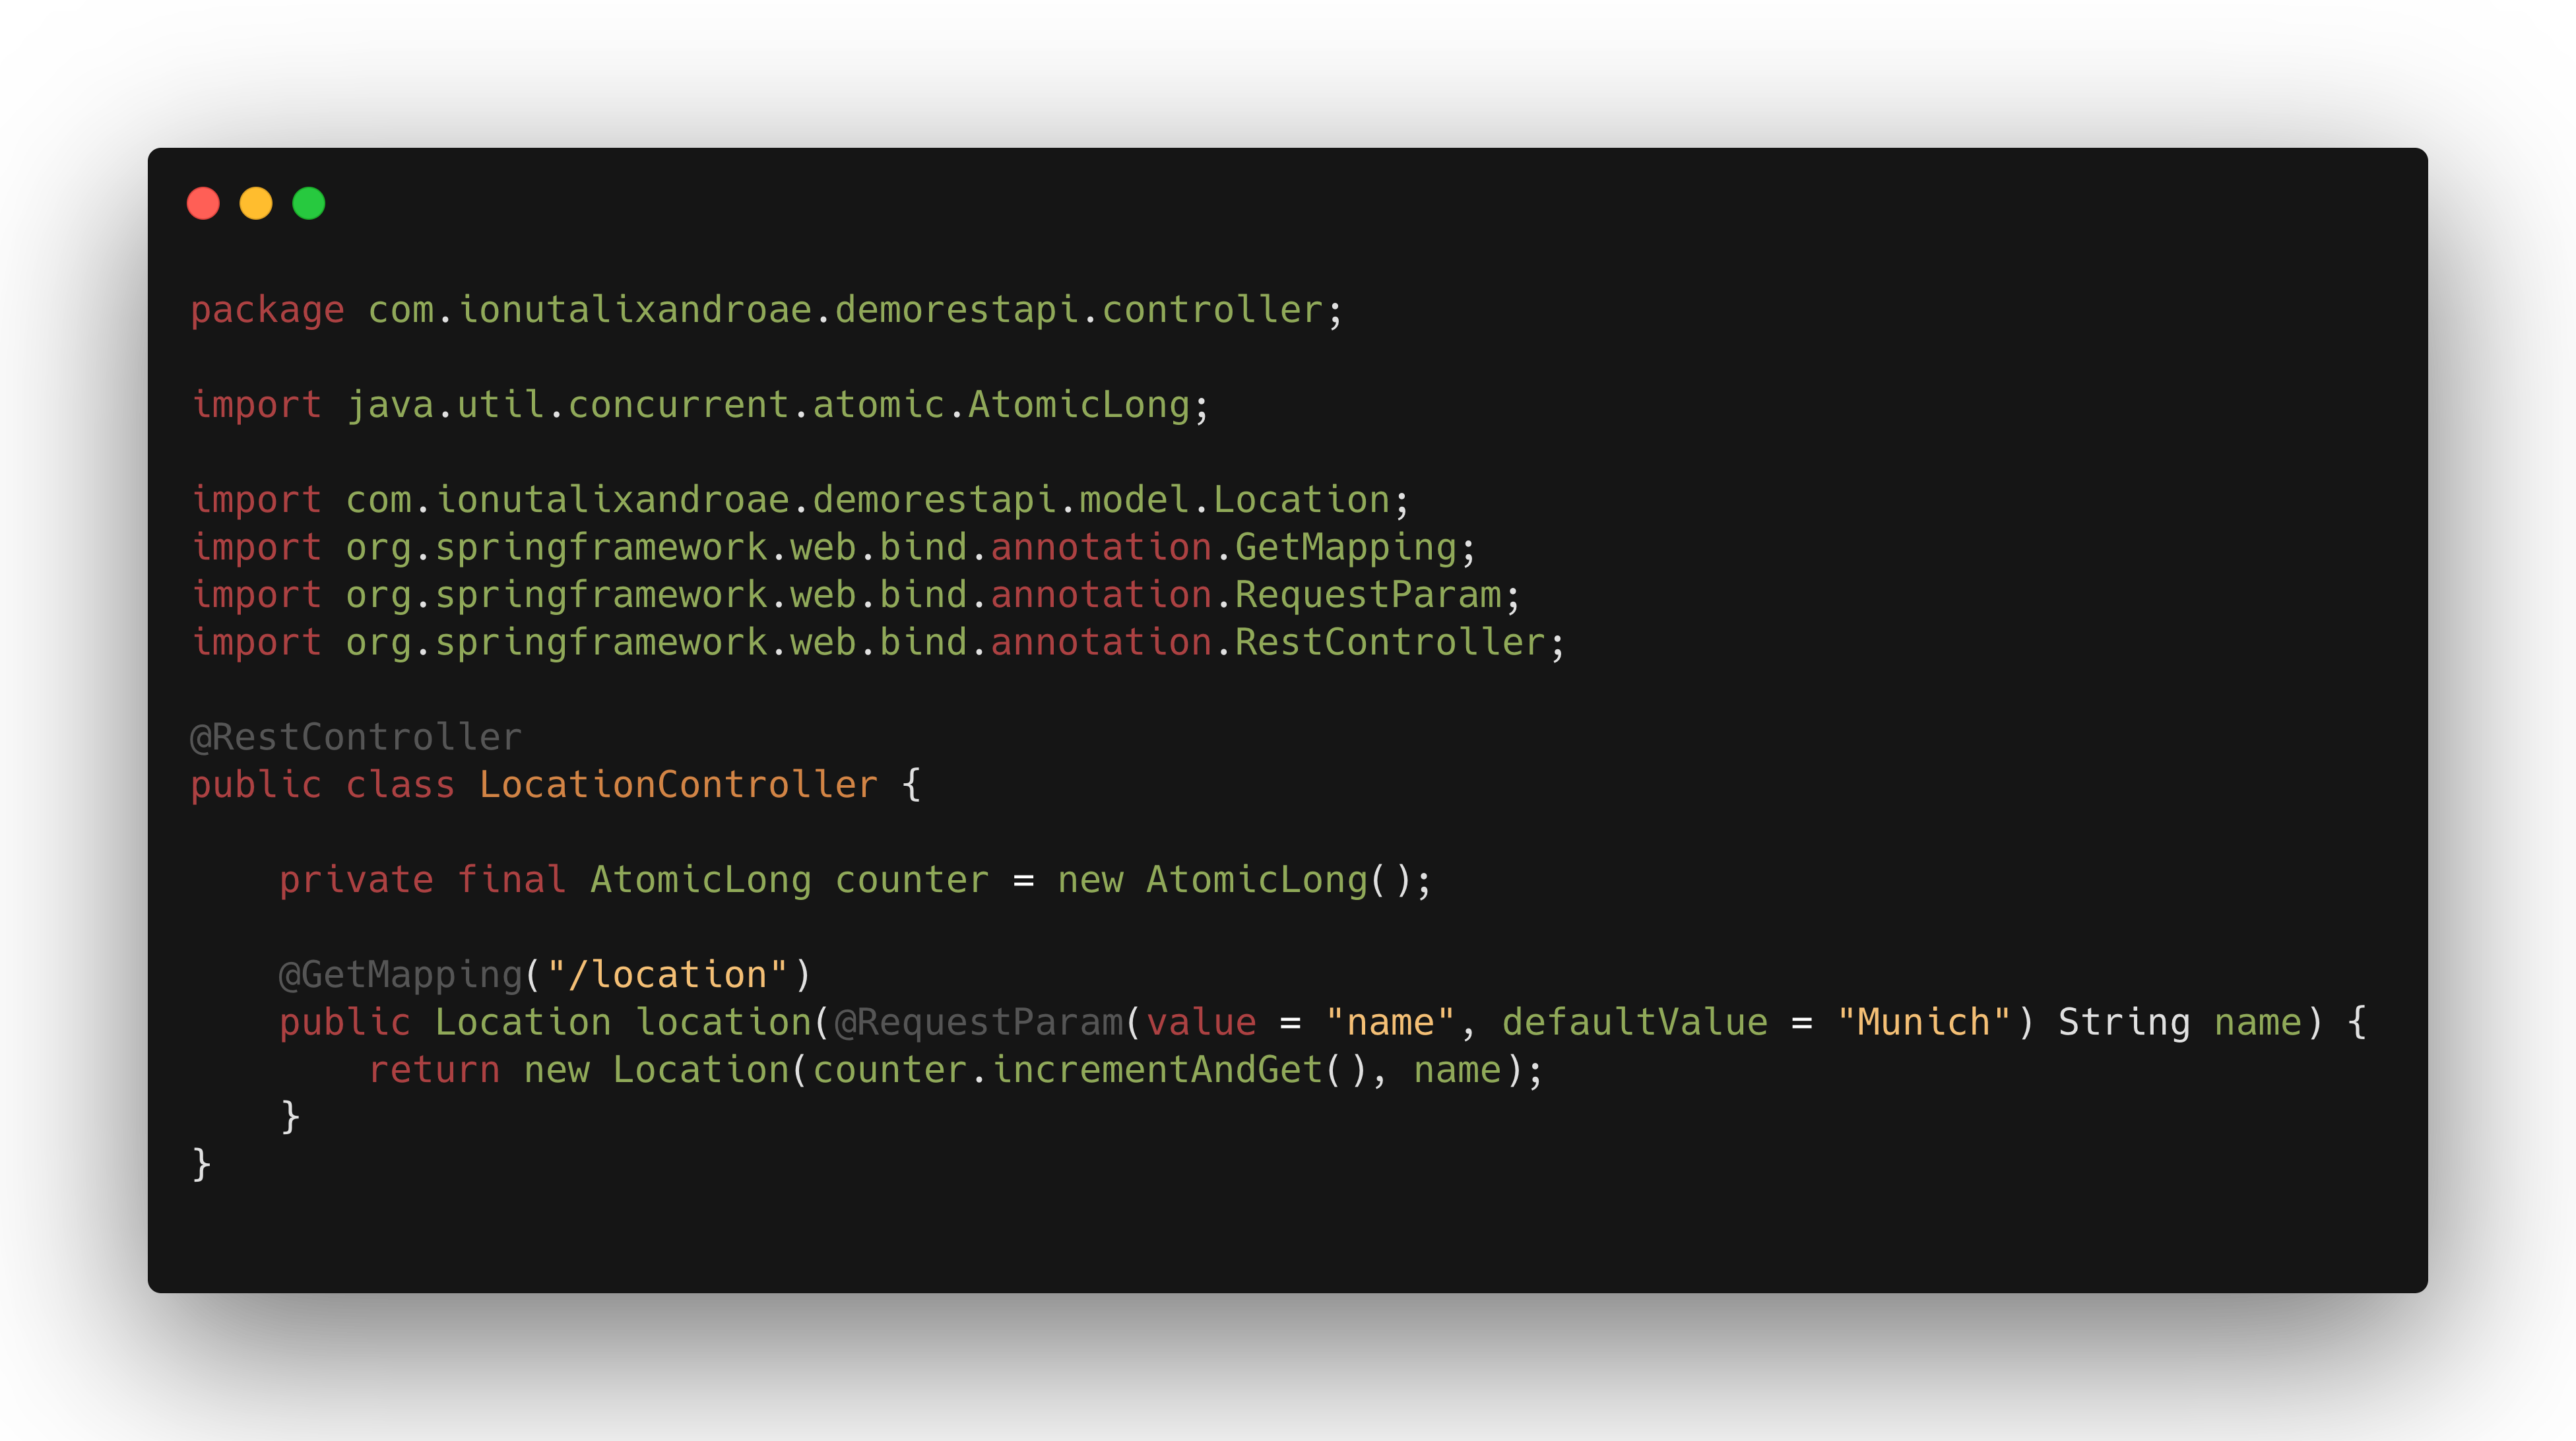 package com.ionutalixandroae.demorestapi.controller;
import java.util.concurrent.atomic.AtomicLong;
import com.ionutalixandroae.demorestapi.model.Location;
import org.springframework.web.bind.annotation.GetMapping;
import org.springframework.web.bind.annotation.RequestParam;
import org.springframework.web.bind.annotation.RestController;
@RestController
public class LocationController {
    private final AtomicLong counter = new AtomicLong();
    @GetMapping("/location")
    public Location location(@RequestParam(value = "name", defaultValue = "Munich") String name) {
        return new Location(counter.incrementAndGet(), name);
    }
}